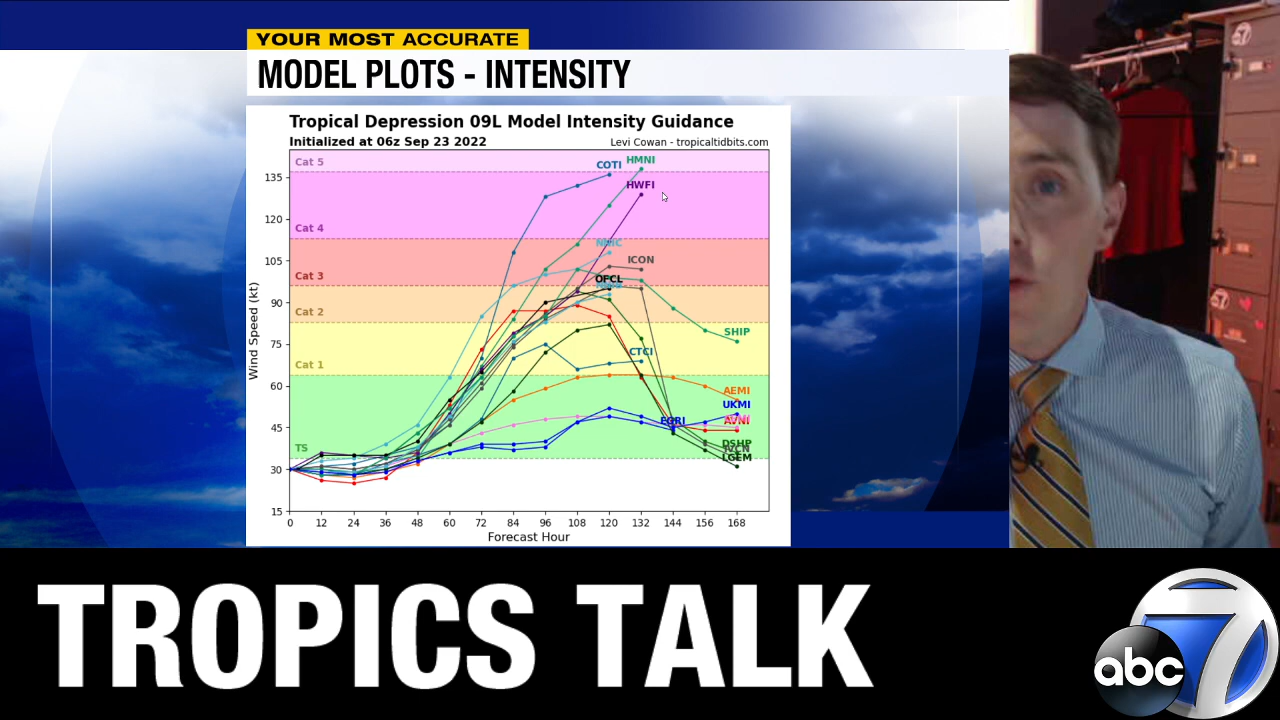 YOUR MOST ACCURATE
MODEL PLOTS - INTENSITY
Tropical Depression 09L Model Intensity Guidance
Initialized at 06z Sep 23 2022
Levi Cowan - tropicaltidbits.com
Cat 5
Cat 4
Cat 3
Cat 2
Cat 1
TS
135
120
105
90
75
60
45
30
15
Wind Speed (kt)
COTI
HMNI
HWFI
ICON
OFCL
SHIP
CTCI
AEMI
UKMI
AVNI
EGRI
DSHP
IVCN
LGEM
0 12 24 36 48 60 72 84 96 108 120 132 144 156 168
Forecast Hour
TROPICS TALK
abc 7
7